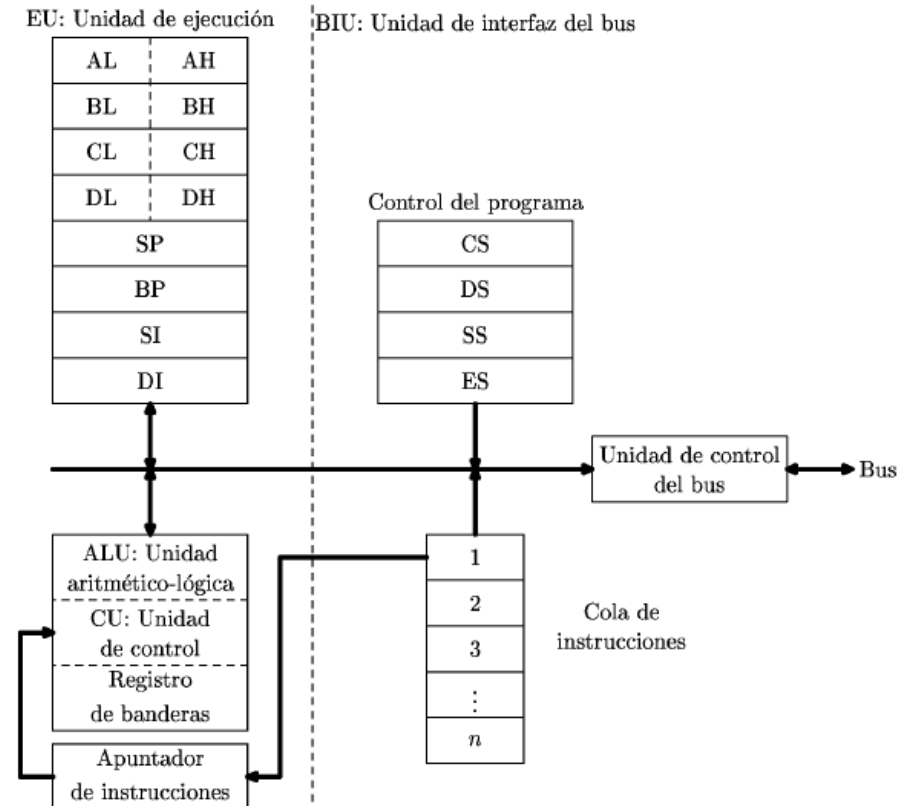 EU: Unidad de ejecución
AL AH
BL BH
CL CH
DL DH
SP
BP
SI
DI
ALU: Unidad
aritmético-lógica
CU: Unidad
de control
Registro
de banderas
Apuntador
de instrucciones
BIU: Unidad de interfaz del bus
Control del programa
CS
DS
SS
ES
Unidad de control
del bus
Bus
1
2
3
⋮
n
Cola de
instrucciones